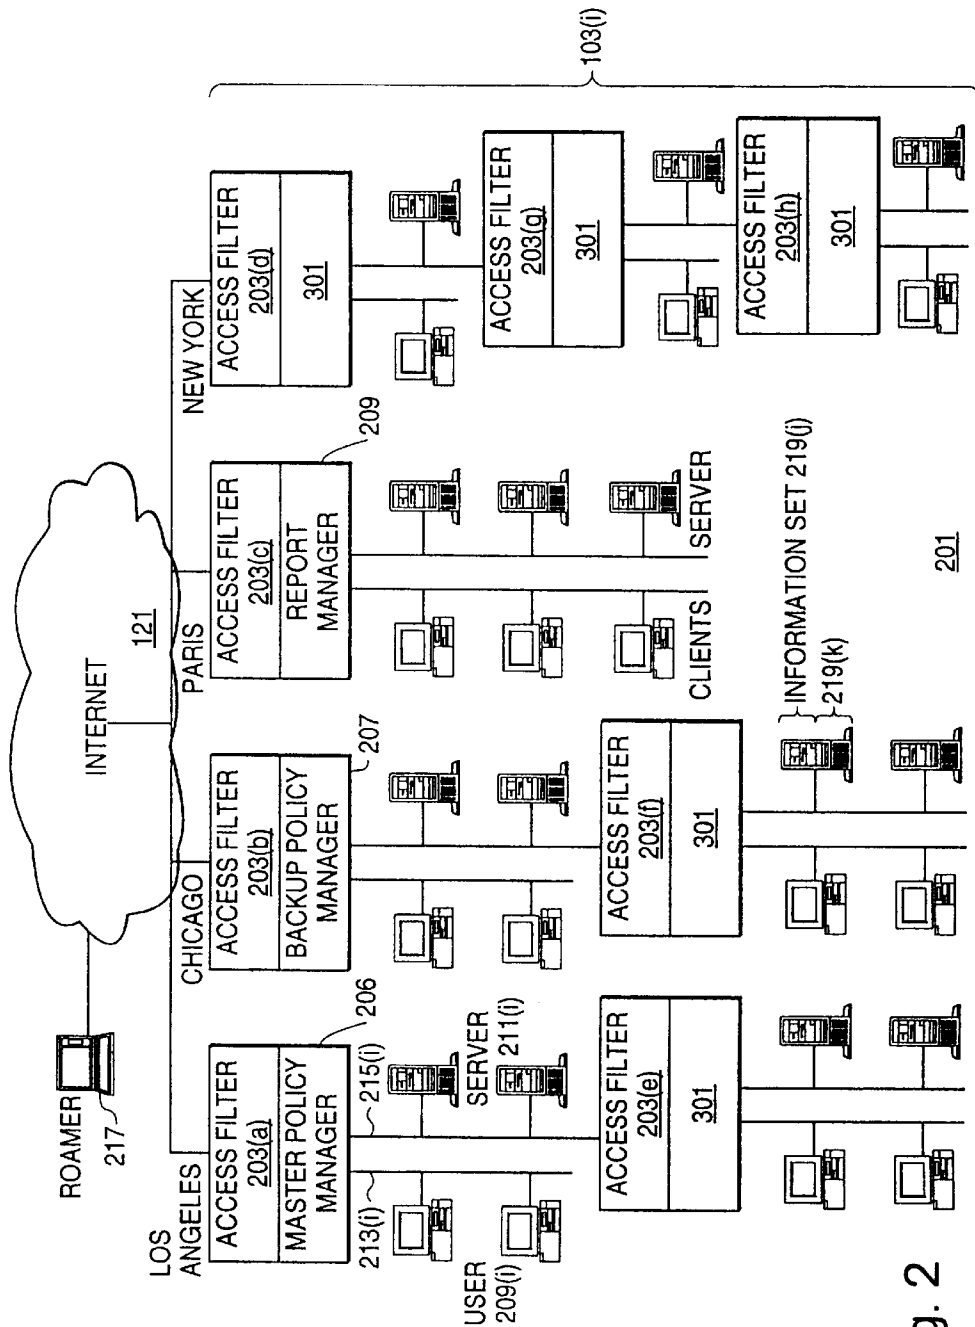 ROAMER
217
INTERNET
121
LOS
ANGELES
CHICAGO
PARIS
NEW YORK
ACCESS FILTER
203(a)
MASTER POLICY
MANAGER
206
ACCESS FILTER
203(b)
BACKUP POLICY
MANAGER
207
ACCESS FILTER
203(c)
REPORT
MANAGER
209
ACCESS FILTER
203(d)
301
103(i)
213(i)
215(i)
USER
209(i)
SERVER
211(i)
CLIENTS
SERVER
ACCESS FILTER
203(g)
301
ACCESS FILTER
203(e)
301
ACCESS FILTER
203(f)
301
ACCESS FILTER
203(h)
301
INFORMATION SET 219(j)
219(k)
201
g. 2